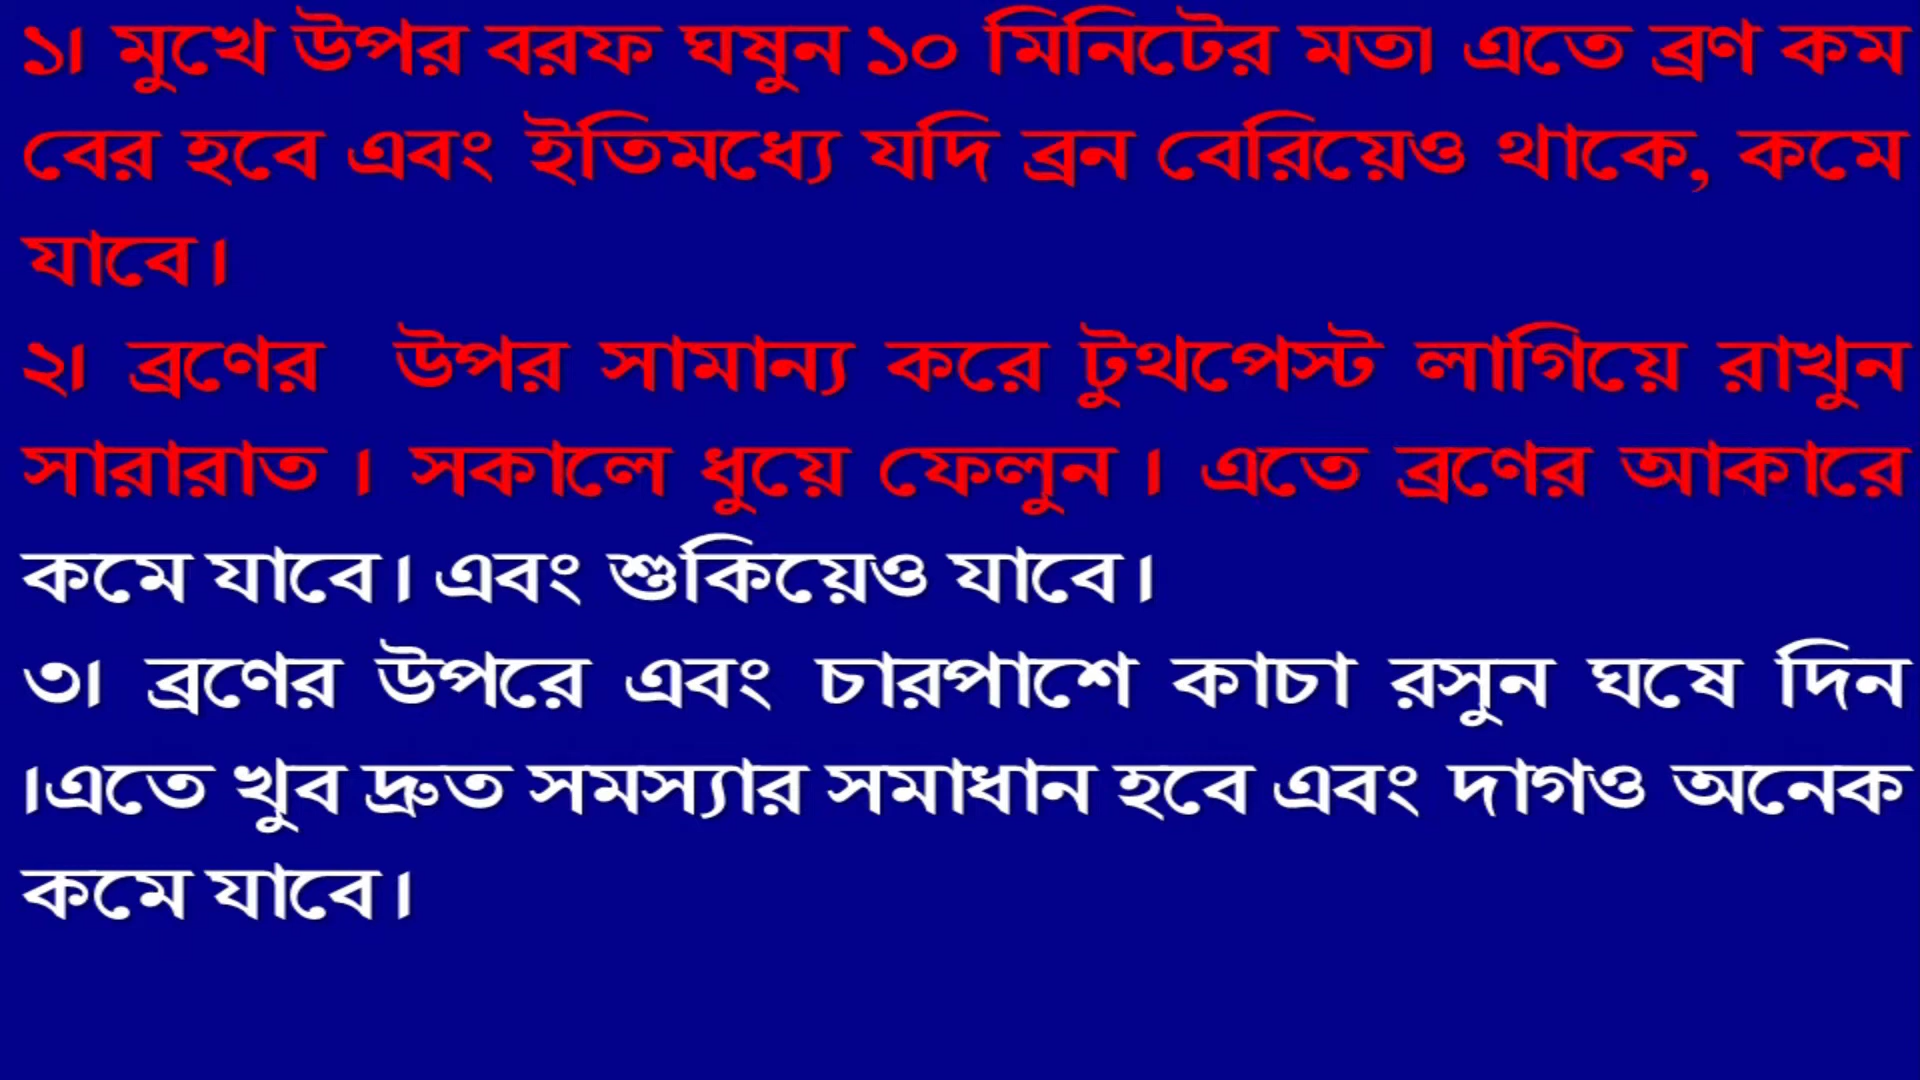 ১। মুখে উপর বরফ ঘষুন ১০ মিনিটের মত। এতে ব্রণ কম
বের হবে এবং ইতিমধ্যে যদি ব্রন বেরিয়েও থাকে, কমে
যাবে।
২। ব্রণের উপর সামান্য করে টুথপেস্ট লাগিয়ে রাখুন
সারারাত । সকালে ধুয়ে ফেলুন । এতে ব্রণের আকারে
কমে যাবে। এবং শুকিয়েও যাবে।
৩। ব্রণের উপরে এবং চারপাশে কাচা রসুন ঘষে দিন
।এতে খুব দ্রুত সমস্যার সমাধান হবে এবং দাগও অনেক
কমে যাবে।